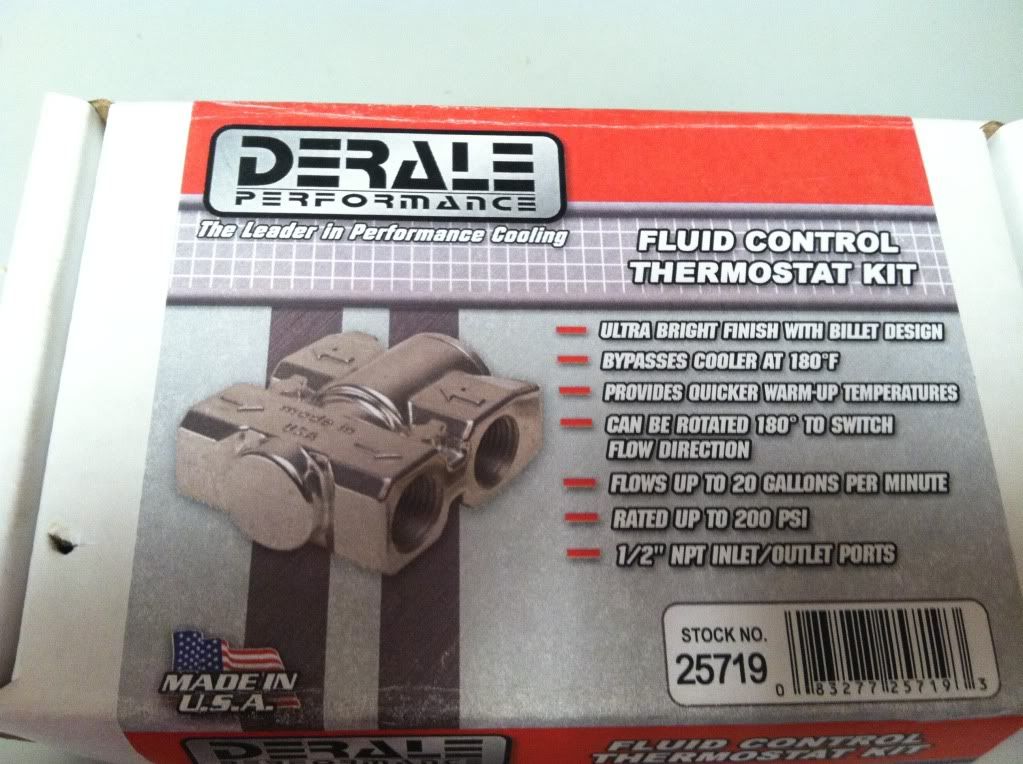 DERALE
PERFORMANCE
The Leader in Performance Cooling
FLUID CONTROL
THERMOSTAT KIT
ULTRA BRIGHT FINISH WITH BILLET DESIGN
BYPASSES COOLER AT 180°F
PROVIDES QUICKER WARM-UP TEMPERATURES
CAN BE ROTATED 180° TO SWITCH
FLOW DIRECTION
FLOWS UP TO 20 GALLONS PER MINUTE
RATED UP TO 200 PSI
1/2" NPT INLET/OUTLET PORTS
made in
USA
MADE IN
U.S.A.
STOCK NO.
25719
0 83277 25719 3
DERALE
PERFORMANCE
FLUID CONTROL
THERMOSTAT KIT